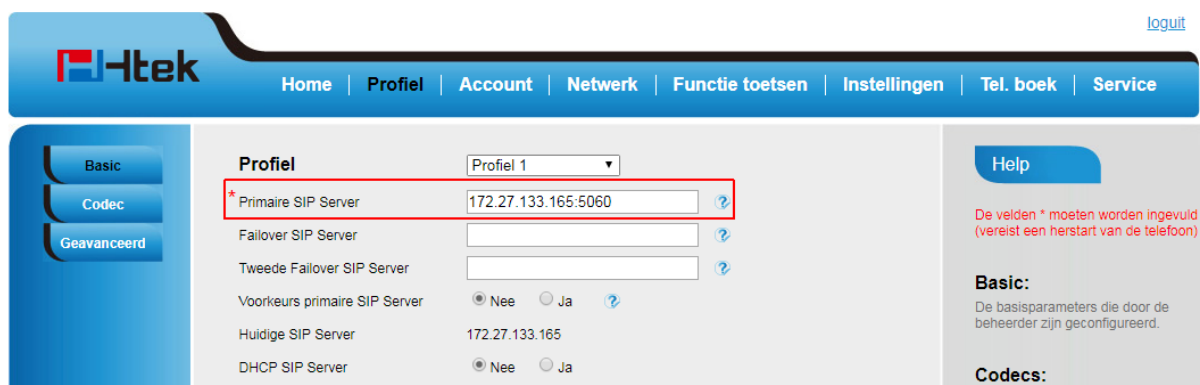 loguit
Htek
Home | Profiel | Account | Netwerk | Functie toetsen | Instellingen | Tel. boek | Service
Basic
Codec
Geavanceerd
Profiel Profiel 1
* Primaire SIP Server 172.27.133.165:5060 ?
Failover SIP Server ?
Tweede Failover SIP Server ?
Voorkeurs primaire SIP Server Nee Ja ?
Huidige SIP Server 172.27.133.165
DHCP SIP Server Nee Ja
Help
De velden * moeten worden ingevuld
(vereist een herstart van de telefoon)
Basic:
De basisparameters die door de
beheerder zijn geconfigureerd.
Codecs: